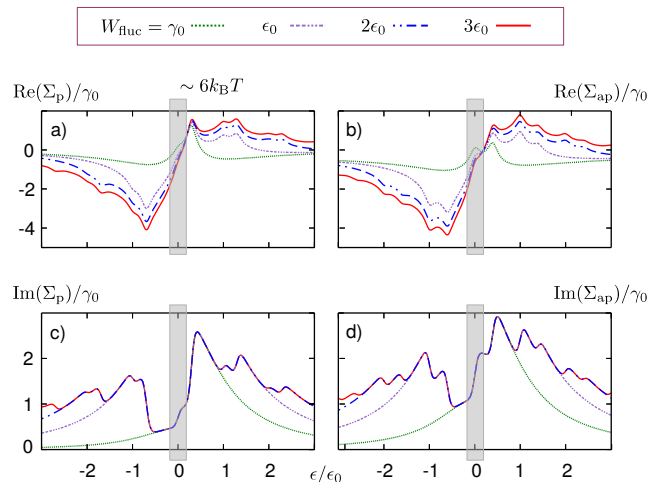 W_fluc = γ₀ ϵ₀ 2ϵ₀ 3ϵ₀
Re(Σ_p)/γ₀ ∼ 6k_BT Re(Σ_ap)/γ₀
a) b)
0
-2
-4
Im(Σ_p)/γ₀ Im(Σ_ap)/γ₀
c) d)
2
1
0
-2 -1 0 1 2 ϵ/ϵ₀ -2 -1 0 1 2